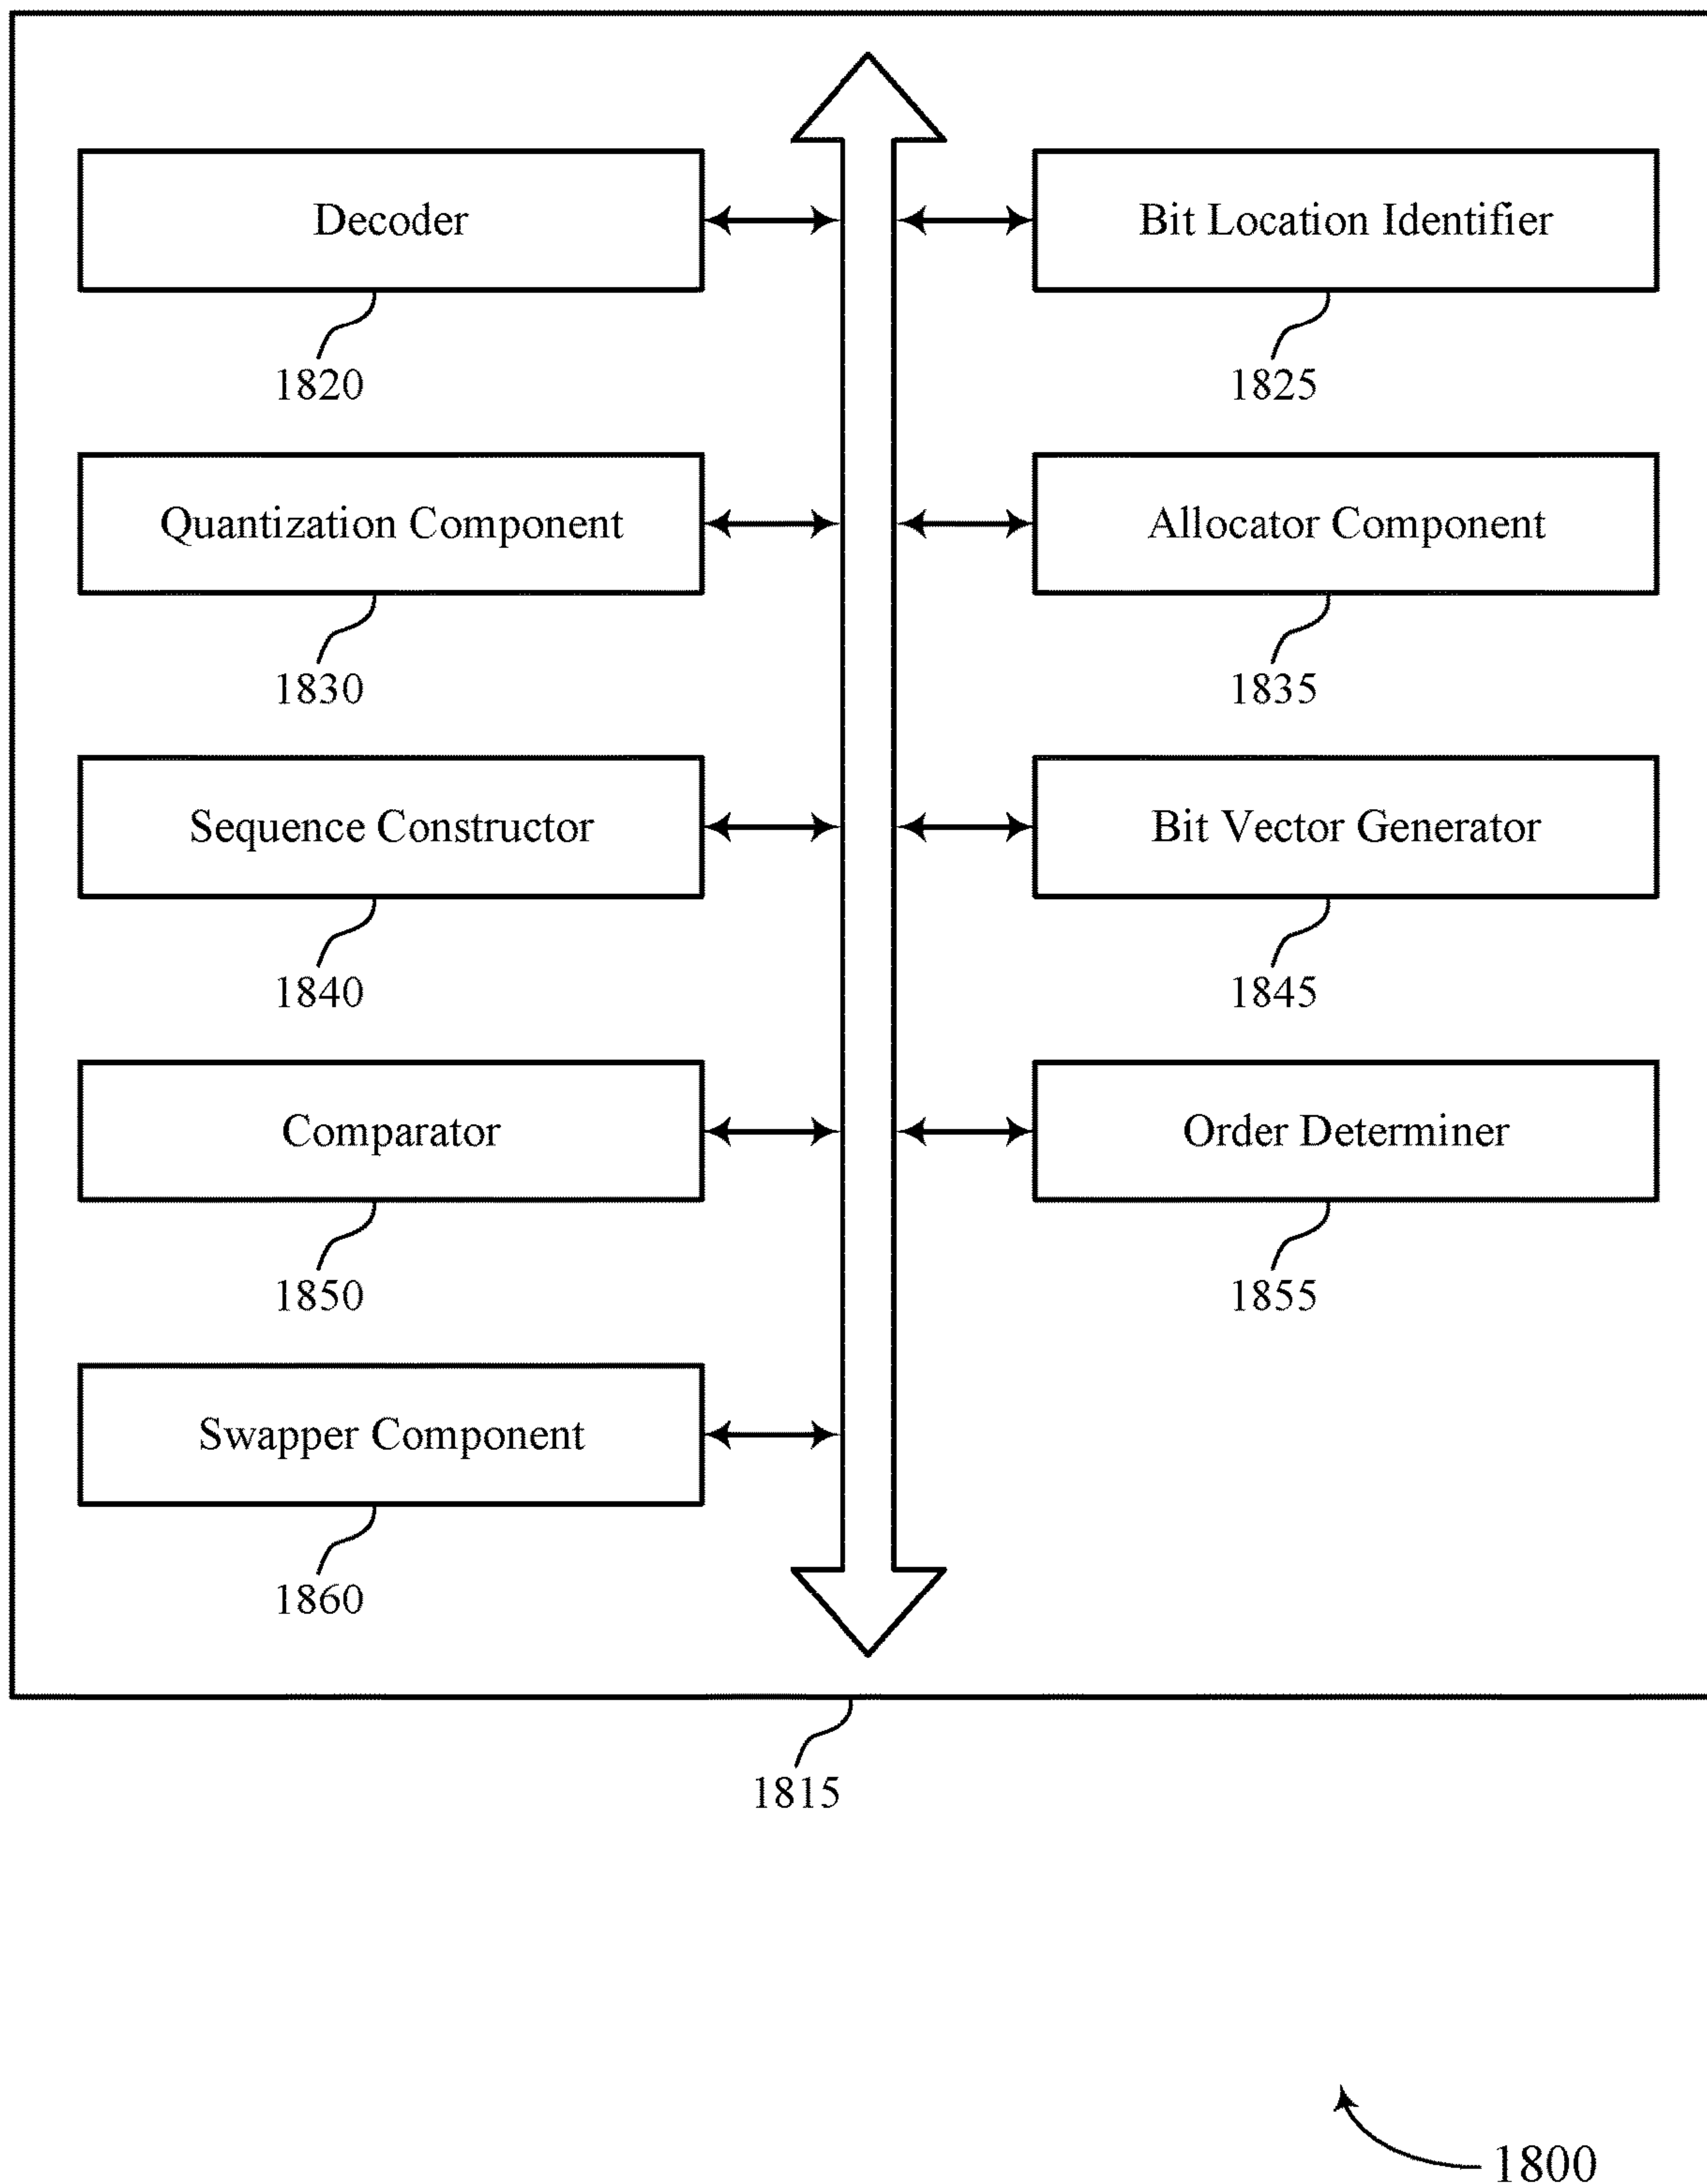 Decoder
Bit Location Identifier
1820
1825
Quantization Component
Allocator Component
1830
1835
Sequence Constructor
Bit Vector Generator
1840
1845
Comparator
Order Determiner
1850
1855
Swapper Component
1860
1815
1800